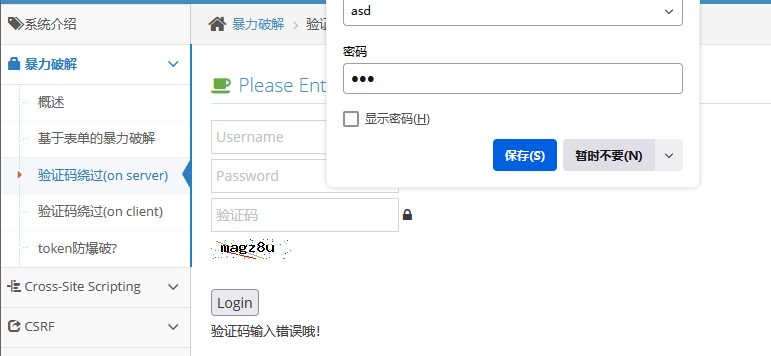 系统介绍
暴力破解
概述
基于表单的暴力破解
验证码绕过(on server)
验证码绕过(on client)
token防爆破?
Cross-Site Scripting
CSRF
暴力破解
Please Ent
Username
Password
验证码
magz8u
Login
验证码输入错误哦!
asd
密码
显示密码(H)
保存(S)
暂时不要(N)